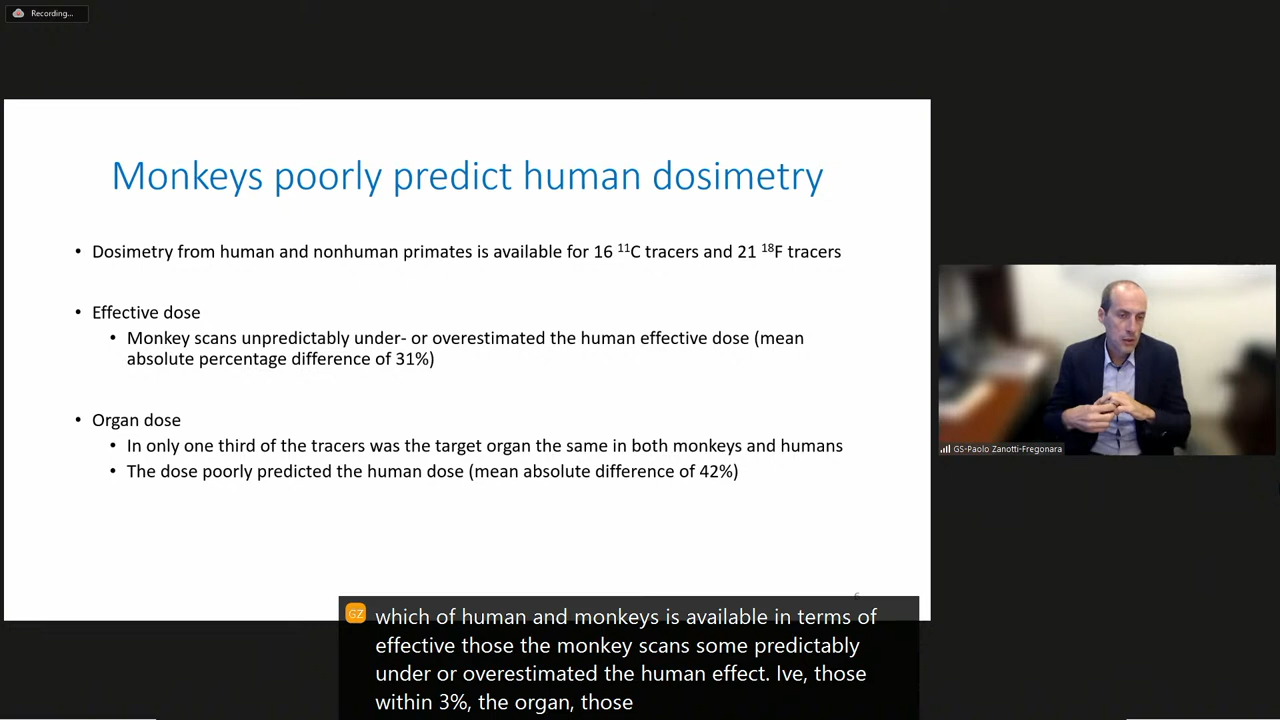 Recording...
Monkeys poorly predict human dosimetry
• Dosimetry from human and nonhuman primates is available for 16 ¹¹C tracers and 21 ¹⁸F tracers
• Effective dose
• Monkey scans unpredictably under- or overestimated the human effective dose (mean
absolute percentage difference of 31%)
• Organ dose
• In only one third of the tracers was the target organ the same in both monkeys and humans
• The dose poorly predicted the human dose (mean absolute difference of 42%)
GS-Paolo Zanotti-Fregonara
6
GZ
which of human and monkeys is available in terms of
effective those the monkey scans some predictably
under or overestimated the human effect. Ive, those
within 3%, the organ, those